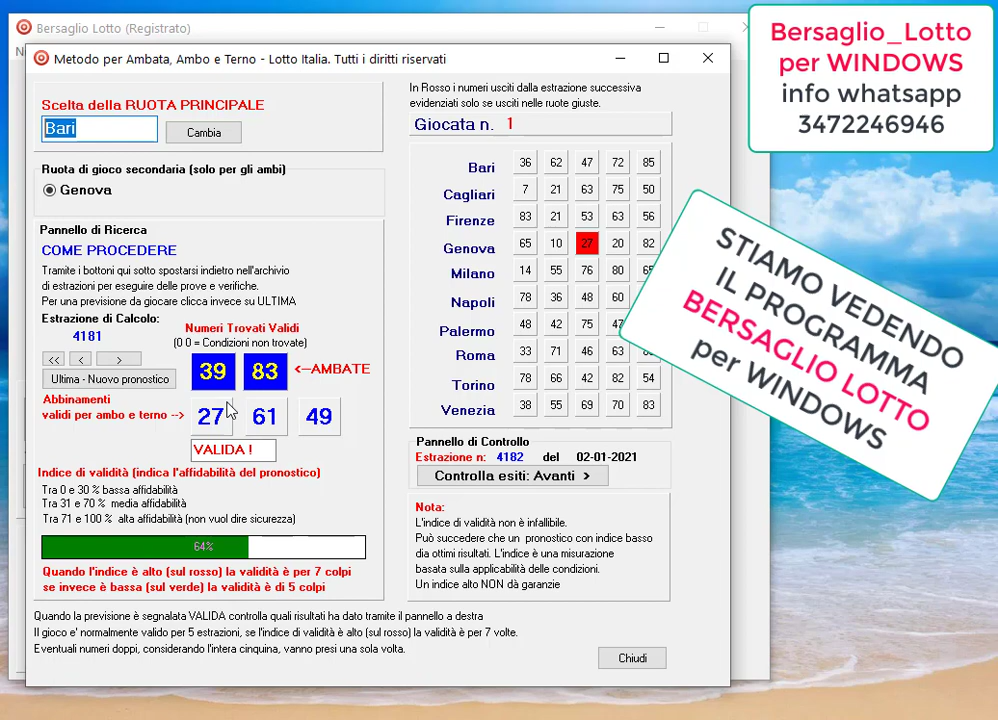 Bersaglio Lotto (Registrato)
Metodo per Ambata, Ambo e Terno - Lotto Italia. Tutti i diritti riservati
Bersaglio_Lotto
per WINDOWS
info whatsapp
3472246946
Scelta della RUOTA PRINCIPALE
Bari
Cambia
Ruota di gioco secondaria (solo per gli ambi)
Genova
Pannello di Ricerca
COME PROCEDERE
Tramite i bottoni qui sotto spostarsi indietro nell'archivio
di estrazioni per eseguire delle prove e verifiche.
Per una previsione da giocare clicca invece su ULTIMA
Estrazione di Calcolo:
4181
<< < >
Ultima - Nuovo pronostico
Numeri Trovati Validi
(0 0 = Condizioni non trovate)
39 83 <--AMBATE
Abbinamenti
validi per ambo e terno -->
27 61 49
VALIDA !
Indice di validità (indica l'affidabilità del pronostico)
Tra 0 e 30 % bassa affidabilità
Tra 31 e 70 % media affidabilità
Tra 71 e 100 % alta affidabilità (non vuol dire sicurezza)
64%
Quando l'indice è alto (sul rosso) la validità è per 7 colpi
se invece è bassa (sul verde) la validità è di 5 colpi
In Rosso i numeri usciti dalla estrazione successiva
evidenziati solo se usciti nelle ruote giuste.
Giocata n. 1
Bari 36 62 47 72 85
Cagliari 7 21 63 75 50
Firenze 83 21 53 63 56
Genova 65 10 27 20 82
Milano 14 55 76 80 65
Napoli 78 36 48 60
Palermo 48 42 75 47
Roma 33 71 46 63
Torino 78 66 42 82 54
Venezia 38 55 69 70 83
Pannello di Controllo
Estrazione n: 4182 del 02-01-2021
Controlla esiti: Avanti >
Nota:
L'indice di validità non è infallibile.
Può succedere che un pronostico con indice basso
dia ottimi risultati. L'indice è una misurazione
basata sulla applicabilità delle condizioni.
Un indice alto NON dà garanzie
STIAMO VEDENDO
IL PROGRAMMA
BERSAGLIO LOTTO
per WINDOWS
Quando la previsione è segnalata VALIDA controlla quali risultati ha dato tramite il pannello a destra
Il gioco e' normalmente valido per 5 estrazioni, se l'indice di validità è alto (sul rosso) la validità è per 7 volte.
Eventuali numeri doppi, considerando l'intera cinquina, vanno presi una sola volta.
Chiudi